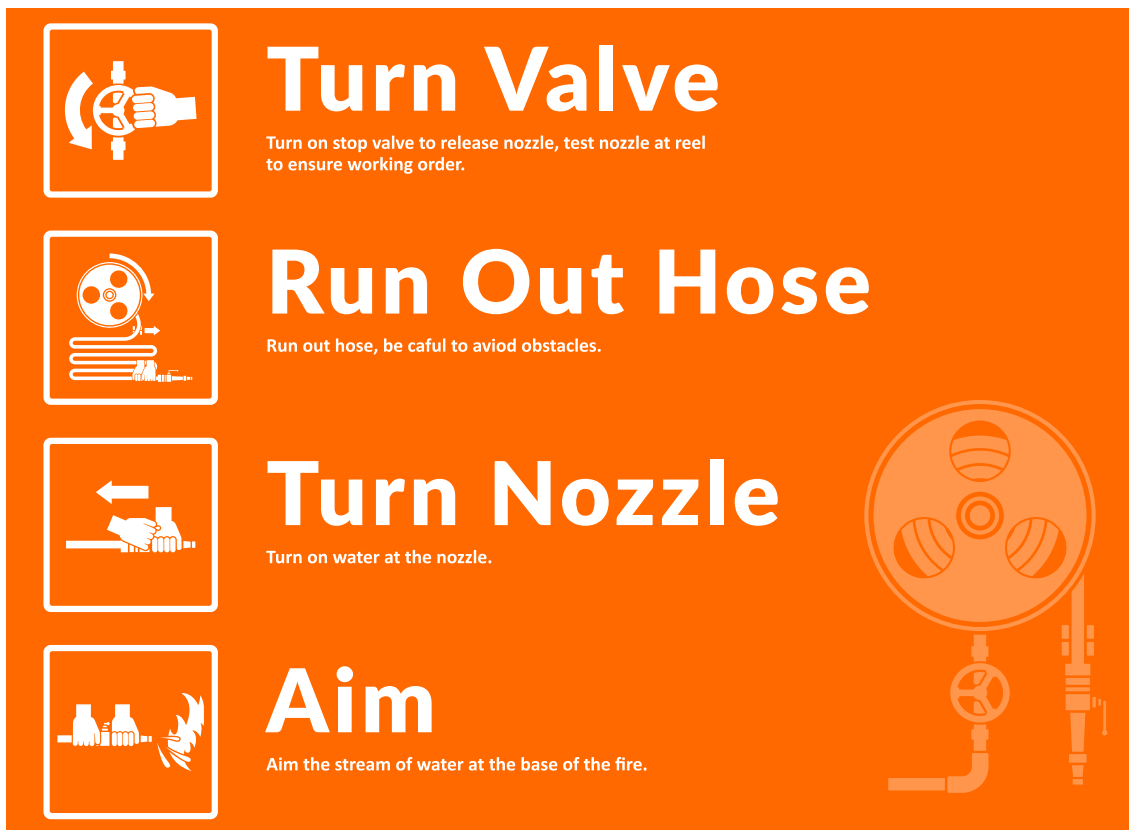 Turn Valve
Turn on stop valve to release nozzle, test nozzle at reel
to ensure working order.
Run Out Hose
Run out hose, be caful to aviod obstacles.
Turn Nozzle
Turn on water at the nozzle.
Aim
Aim the stream of water at the base of the fire.